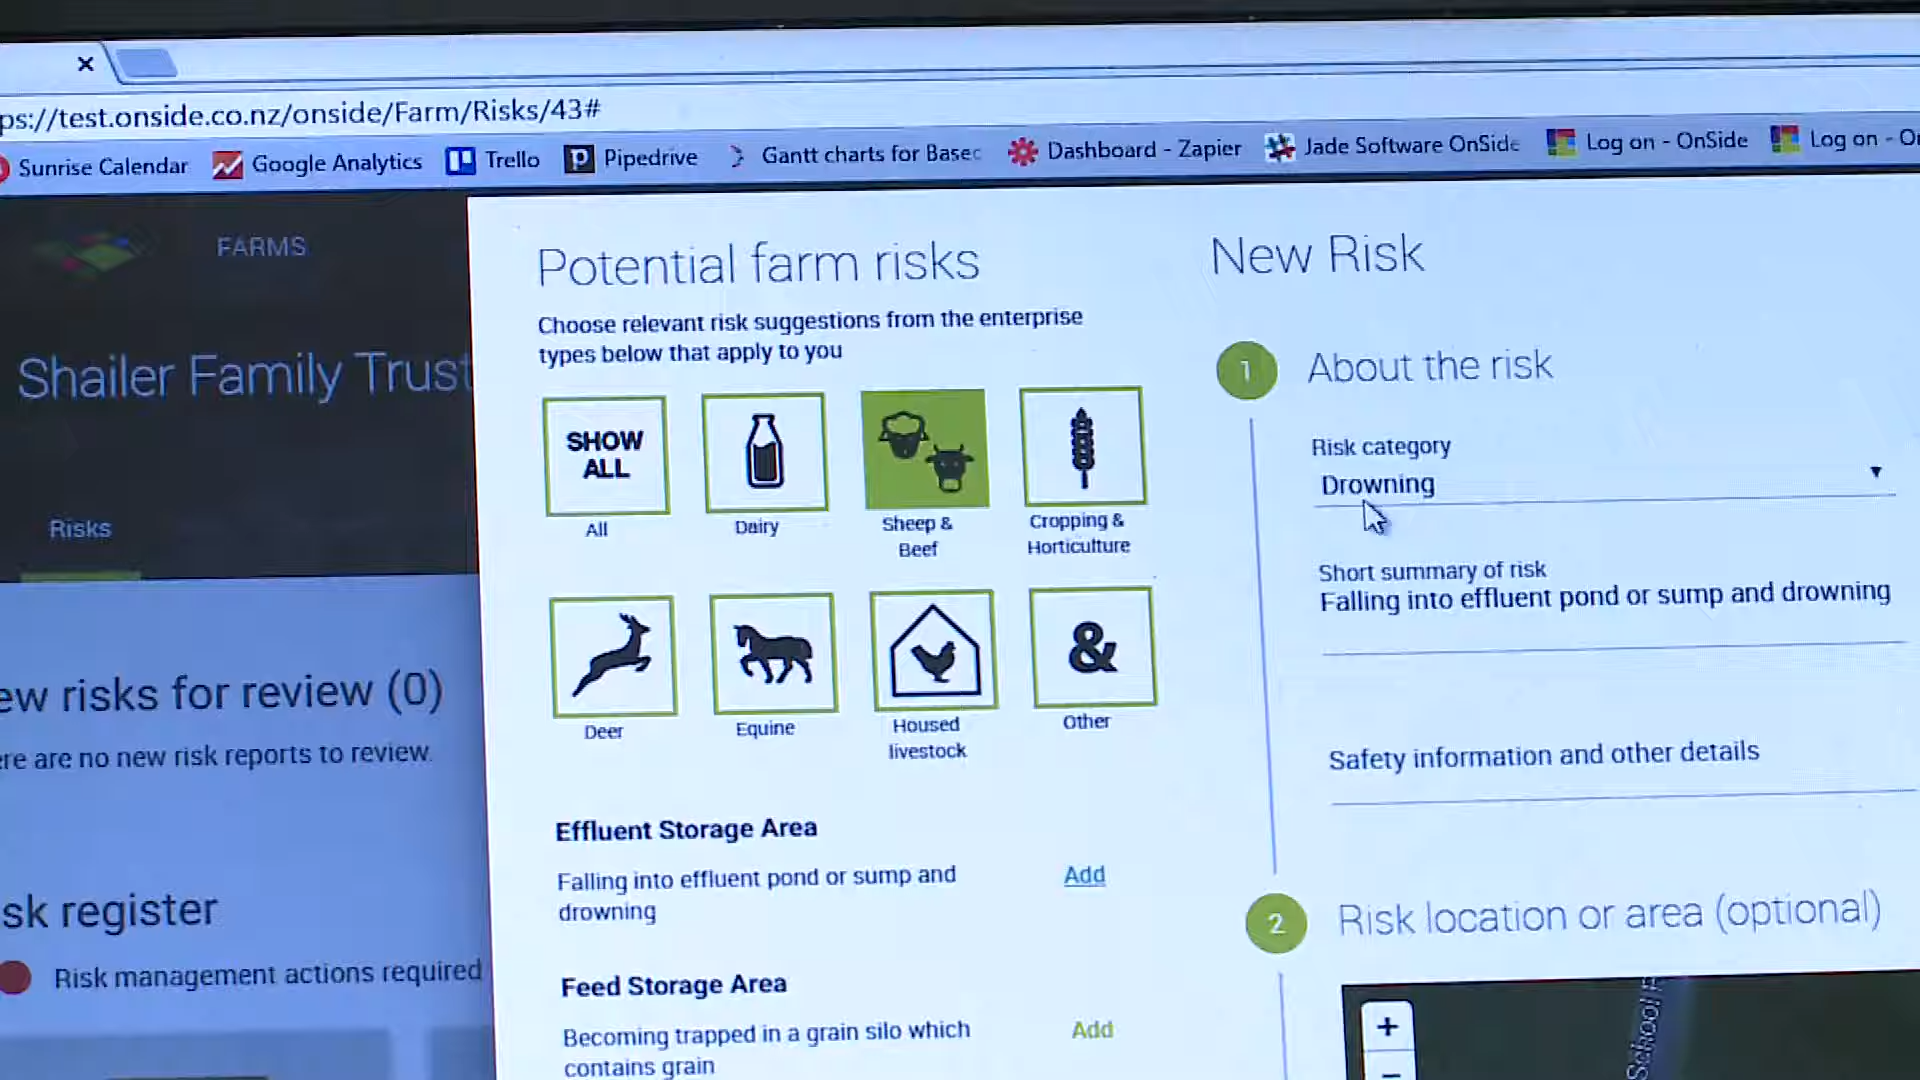 ps://test.onside.co.nz/onside/Farm/Risks/43#
Sunrise Calendar
Google Analytics
Trello
Pipedrive
Gantt charts for Basec
Dashboard - Zapier
Jade Software OnSide
Log on - OnSide
Log on - O
FARMS
Shailer Family Trust
Risks
ew risks for review (0)
ere are no new risk reports to review.
sk register
Risk management actions required
Potential farm risks
Choose relevant risk suggestions from the enterprise
types below that apply to you
SHOW
ALL
All
Dairy
Sheep &
Beef
Cropping &
Horticulture
Deer
Equine
Housed
livestock
&
Other
Effluent Storage Area
Falling into effluent pond or sump and
drowning
Add
Feed Storage Area
Becoming trapped in a grain silo which
contains grain
Add
New Risk
1
About the risk
Risk category
Drowning
Short summary of risk
Falling into effluent pond or sump and drowning
Safety information and other details
2
Risk location or area (optional)
+
−
School